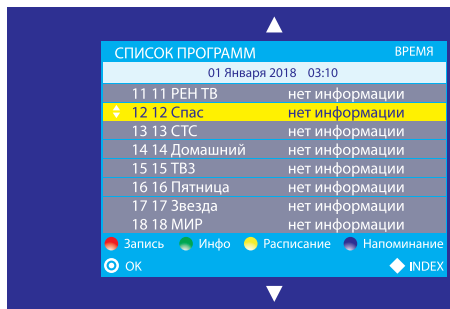 СПИСОК ПРОГРАММ ВРЕМЯ
01 Января 2018 03:10
11 11 РЕН ТВ нет информации
12 12 Спас нет информации
13 13 СТС нет информации
14 14 Домашний нет информации
15 15 ТВ3 нет информации
16 16 Пятница нет информации
17 17 Звезда нет информации
18 18 МИР нет информации
Запись Инфо Расписание Напоминание
OK INDEX